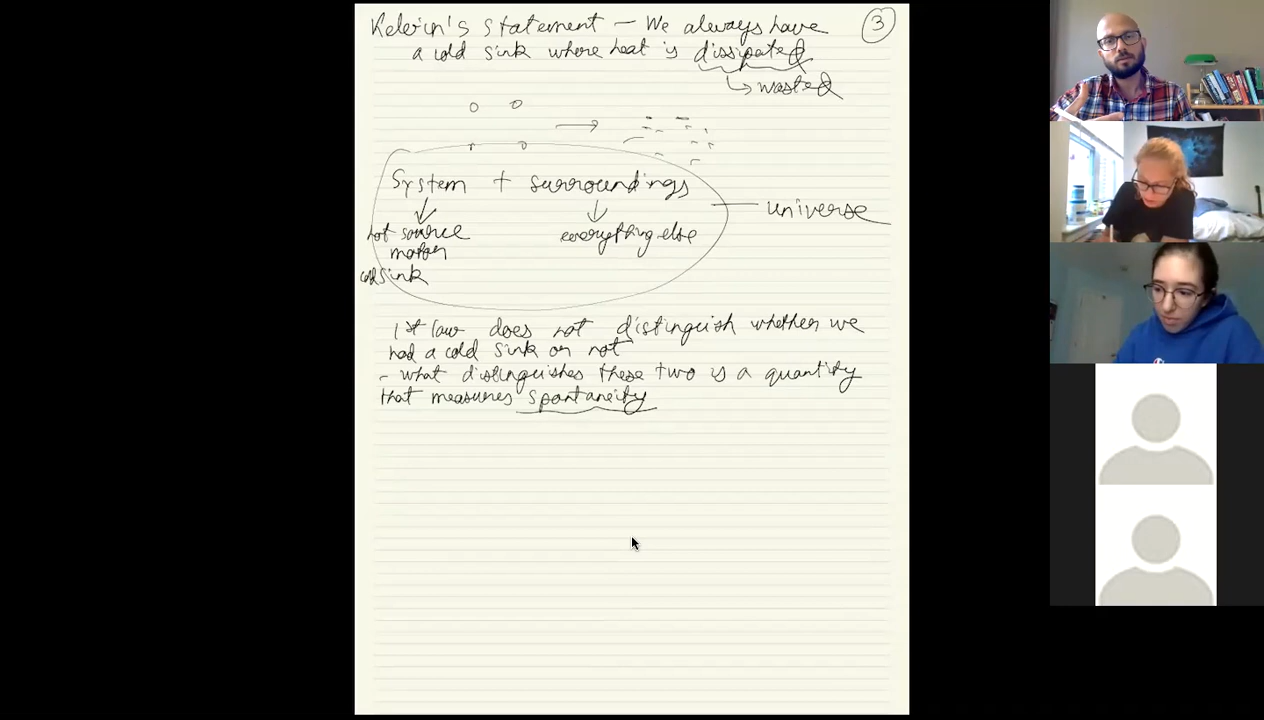 Kelvin's statement — We always have
③
a cold sink where heat is dissipated
↳ wasted
System + surroundings
universe
hot source
everything else
cold sink
1st law does not distinguish whether we
had a cold sink or not
- what distinguishes these two is a quantity
that measures spontaneity